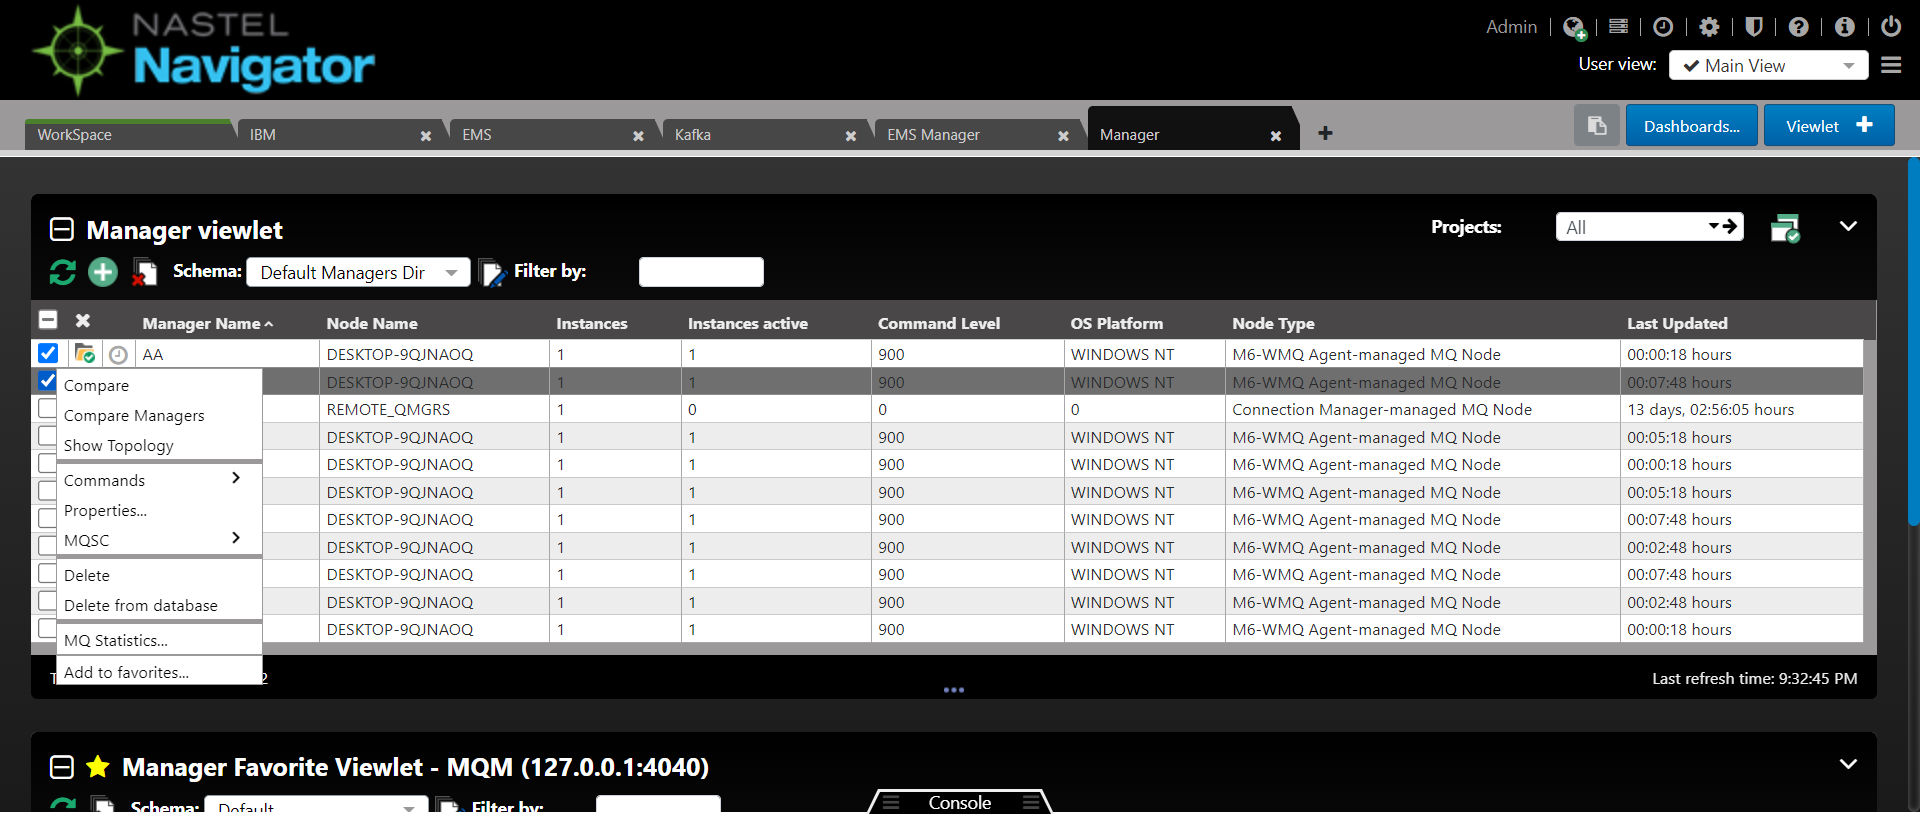 NASTEL
Navigator
Admin
User view: Main View
WorkSpace IBM EMS Kafka EMS Manager Manager
Dashboards... Viewlet
Manager viewlet
Projects: All
Schema: Default Managers Dir Filter by:
Manager Name Node Name Instances Instances active Command Level OS Platform Node Type Last Updated
AA DESKTOP-9QJNAOQ 1 1 900 WINDOWS NT M6-WMQ Agent-managed MQ Node 00:00:18 hours
DESKTOP-9QJNAOQ 1 1 900 WINDOWS NT M6-WMQ Agent-managed MQ Node 00:07:48 hours
REMOTE_QMGRS 1 0 0 0 Connection Manager-managed MQ Node 13 days, 02:56:05 hours
DESKTOP-9QJNAOQ 1 1 900 WINDOWS NT M6-WMQ Agent-managed MQ Node 00:05:18 hours
DESKTOP-9QJNAOQ 1 1 900 WINDOWS NT M6-WMQ Agent-managed MQ Node 00:00:18 hours
DESKTOP-9QJNAOQ 1 1 900 WINDOWS NT M6-WMQ Agent-managed MQ Node 00:05:18 hours
DESKTOP-9QJNAOQ 1 1 900 WINDOWS NT M6-WMQ Agent-managed MQ Node 00:07:48 hours
DESKTOP-9QJNAOQ 1 1 900 WINDOWS NT M6-WMQ Agent-managed MQ Node 00:02:48 hours
DESKTOP-9QJNAOQ 1 1 900 WINDOWS NT M6-WMQ Agent-managed MQ Node 00:07:48 hours
DESKTOP-9QJNAOQ 1 1 900 WINDOWS NT M6-WMQ Agent-managed MQ Node 00:02:48 hours
DESKTOP-9QJNAOQ 1 1 900 WINDOWS NT M6-WMQ Agent-managed MQ Node 00:00:18 hours
Compare
Compare Managers
Show Topology
Commands
Properties...
MQSC
Delete
Delete from database
MQ Statistics...
Add to favorites...
2
Last refresh time: 9:32:45 PM
Manager Favorite Viewlet - MQM (127.0.0.1:4040)
Schema: Default Filter by:
Console